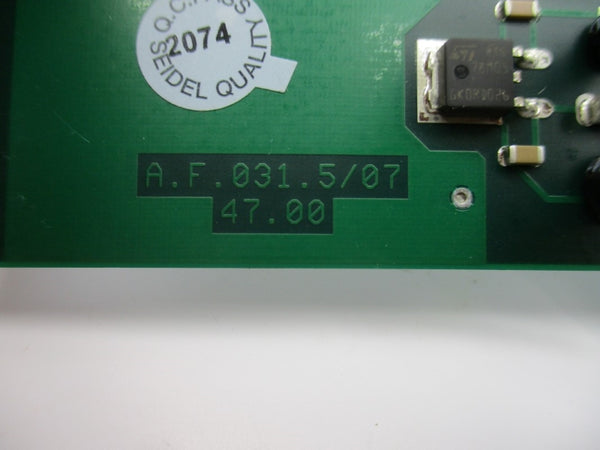 Q.C. PASS
2074
SEIDEL QUALITY
A.F.031.5/07
47.00